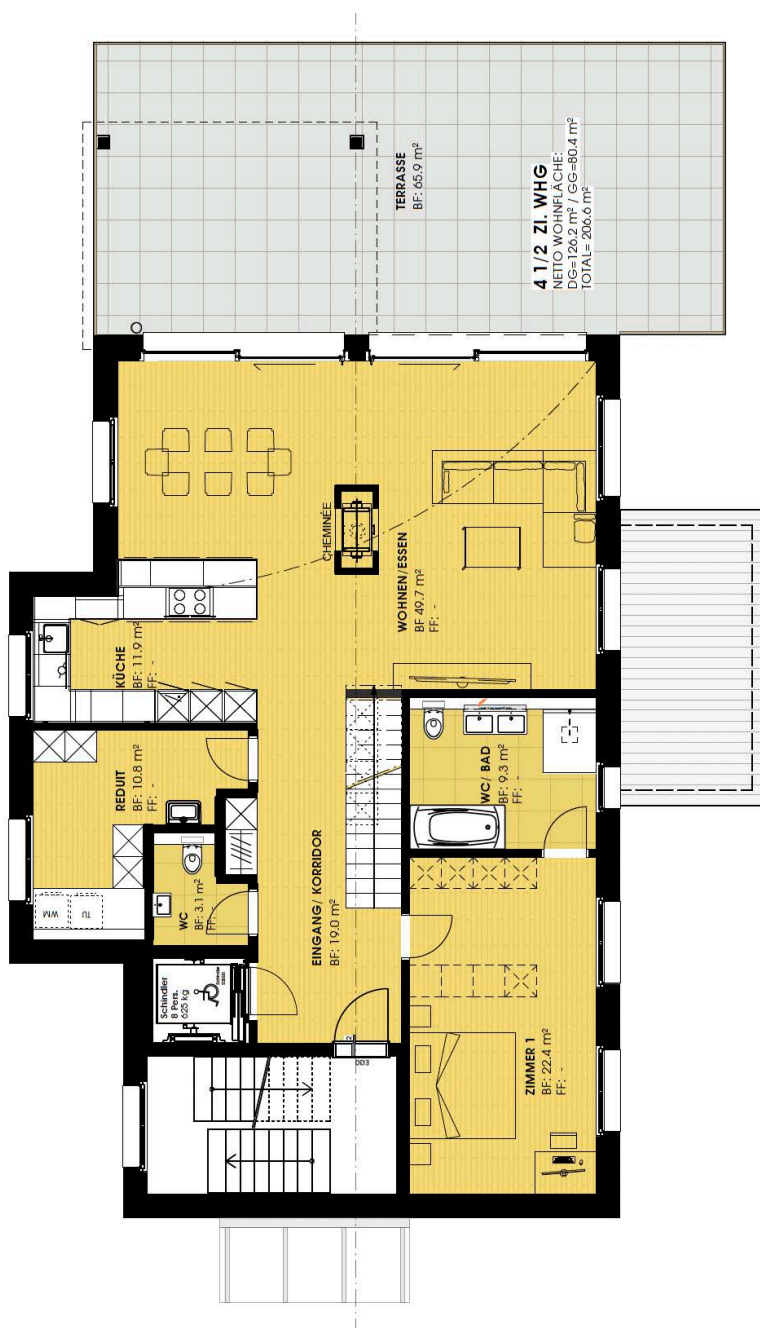 TERRASSE
BF: 65.9 m²
4 1/2 ZI. WHG
NETTO WOHNFLÄCHE:
DG=126.2 m² / GG=80.4 m²
TOTAL= 206.6 m²
CHEMINÉE
WOHNEN/ESSEN
BF 49.7 m²
FF: -
KÜCHE
BF: 11.9 m²
FF: -
REDUIT
BF: 10.8 m²
FF: -
WC/ BAD
BF: 9.3 m²
FF: -
WM
TU
WC
BF: 3.1 m²
FF: -
EINGANG/ KORRIDOR
BF: 19.0 m²
Schindler
8 Pers.
625 kg
ZIMMER 1
BF: 22.4 m²
FF: -